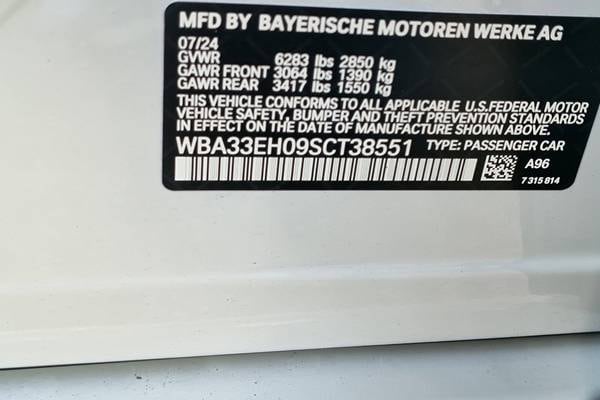 MFD BY BAYERISCHE MOTOREN WERKE AG
07/24
GVWR 6283 lbs 2850 kg
GAWR FRONT 3064 lbs 1390 kg
GAWR REAR 3417 lbs 1550 kg
THIS VEHICLE CONFORMS TO ALL APPLICABLE U.S.FEDERAL MOTOR
VEHICLE SAFETY, BUMPER AND THEFT PREVENTION STANDARDS
IN EFFECT ON THE DATE OF MANUFACTURE SHOWN ABOVE.
WBA33EH09SCT38551 TYPE: PASSENGER CAR
A96
7 315 814